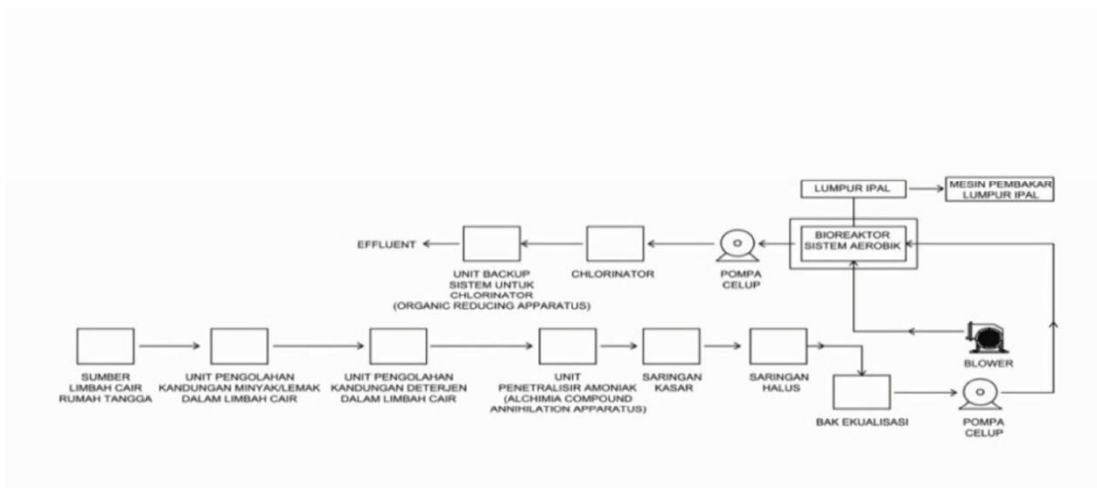 LUMPUR IPAL
MESIN PEMBAKAR
LUMPUR IPAL
BIOREAKTOR
SISTEM AEROBIK
EFFLUENT
UNIT BACKUP
SISTEM UNTUK
CHLORINATOR
(ORGANIC REDUCING APPARATUS)
CHLORINATOR
POMPA
CELUP
BLOWER
SUMBER
LIMBAH CAIR
RUMAH TANGGA
UNIT PENGOLAHAN
KANDUNGAN MINYAK/LEMAK
DALAM LIMBAH CAIR
UNIT PENGOLAHAN
KANDUNGAN DETERJEN
DALAM LIMBAH CAIR
UNIT
PENETRALISIR AMONIAK
(ALCHIMIA COMPOUND
ANNIHILATION APPARATUS)
SARINGAN
KASAR
SARINGAN
HALUS
BAK EKUALISASI
POMPA
CELUP